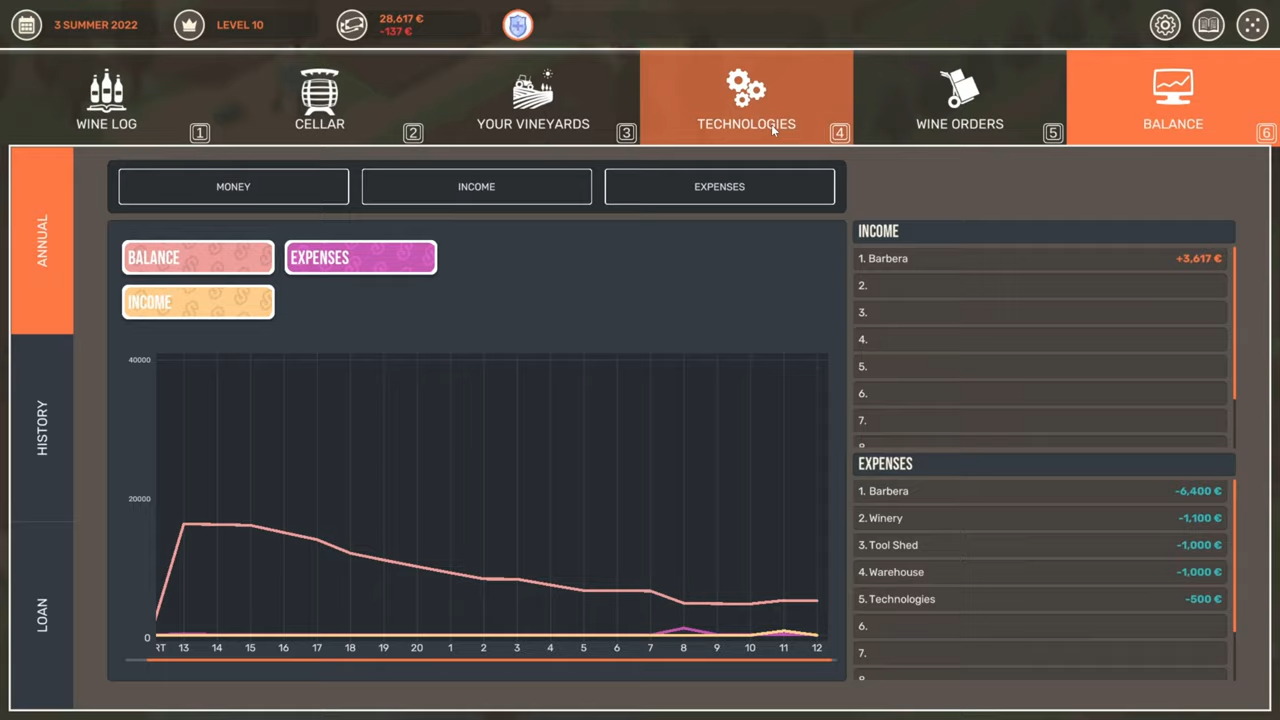 3 SUMMER 2022
LEVEL 10
28,617 €
-137 €
WINE LOG
1
CELLAR
2
YOUR VINEYARDS
3
TECHNOLOGIES
4
WINE ORDERS
5
BALANCE
6
ANNUAL
HISTORY
LOAN
MONEY
INCOME
EXPENSES
BALANCE
EXPENSES
INCOME
40000
20000
0
RT 13 14 15 16 17 18 19 20 1 2 3 4 5 6 7 8 9 10 11 12
INCOME
1. Barbera +3,617 €
2.
3.
4.
5.
6.
7.
EXPENSES
1. Barbera -6,400 €
2. Winery -1,100 €
3. Tool Shed -1,000 €
4. Warehouse -1,000 €
5. Technologies -500 €
6.
7.